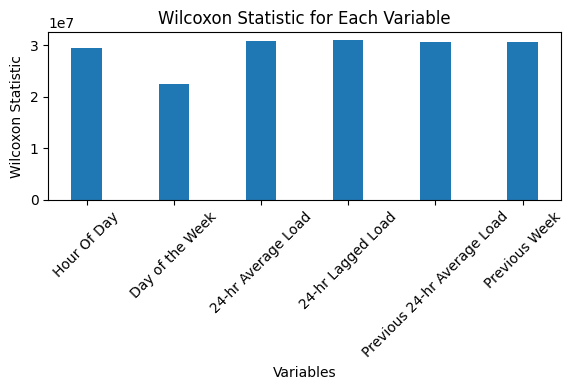 Wilcoxon Statistic for Each Variable
1e7
3
2
1
0
Wilcoxon Statistic
Hour Of Day
Day of the Week
24-hr Average Load
24-hr Lagged Load
Previous 24-hr Average Load
Previous Week
Variables